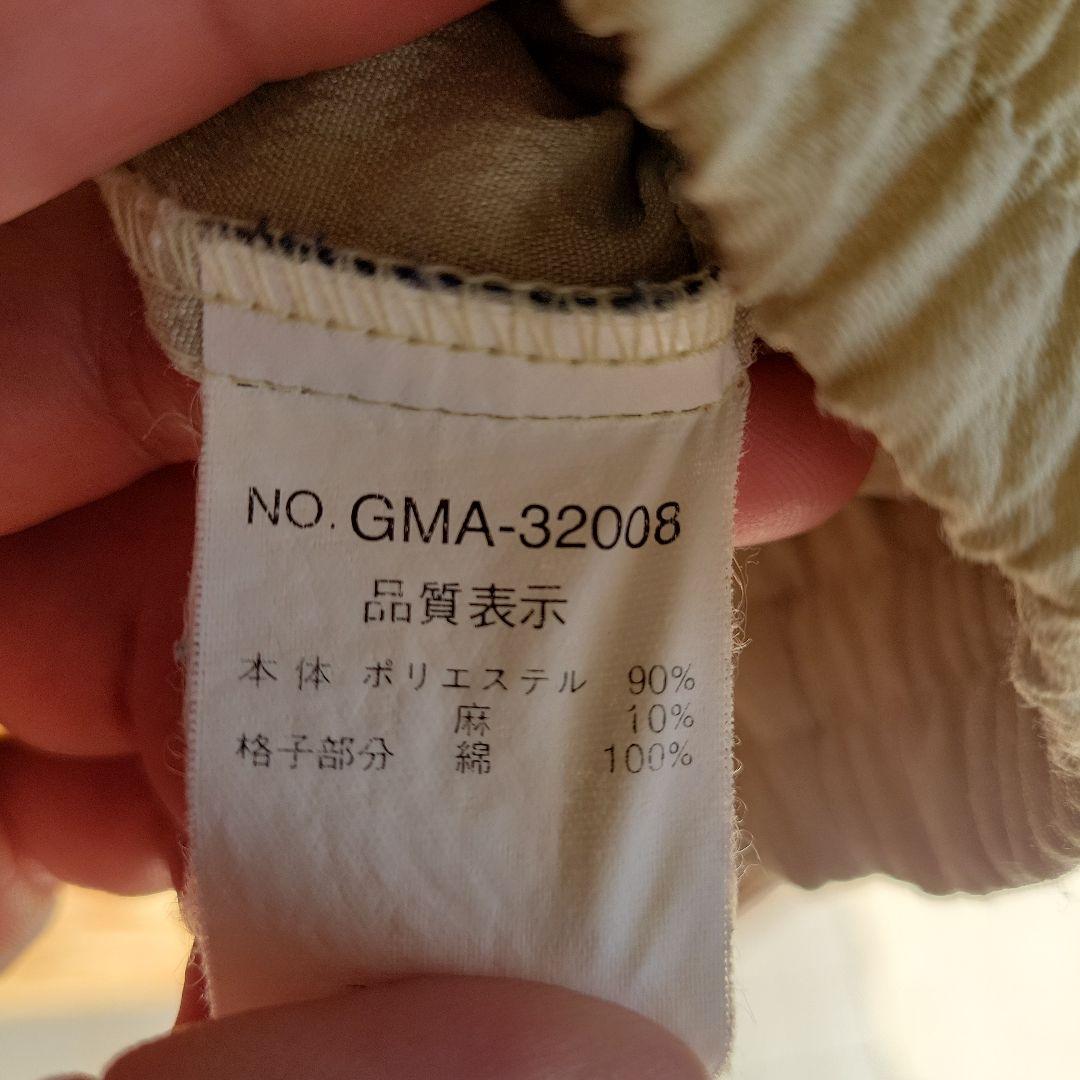 NO. GMA-32008
品質表示
本体 ポリエステル 90%
麻 10%
格子部分 綿 100%